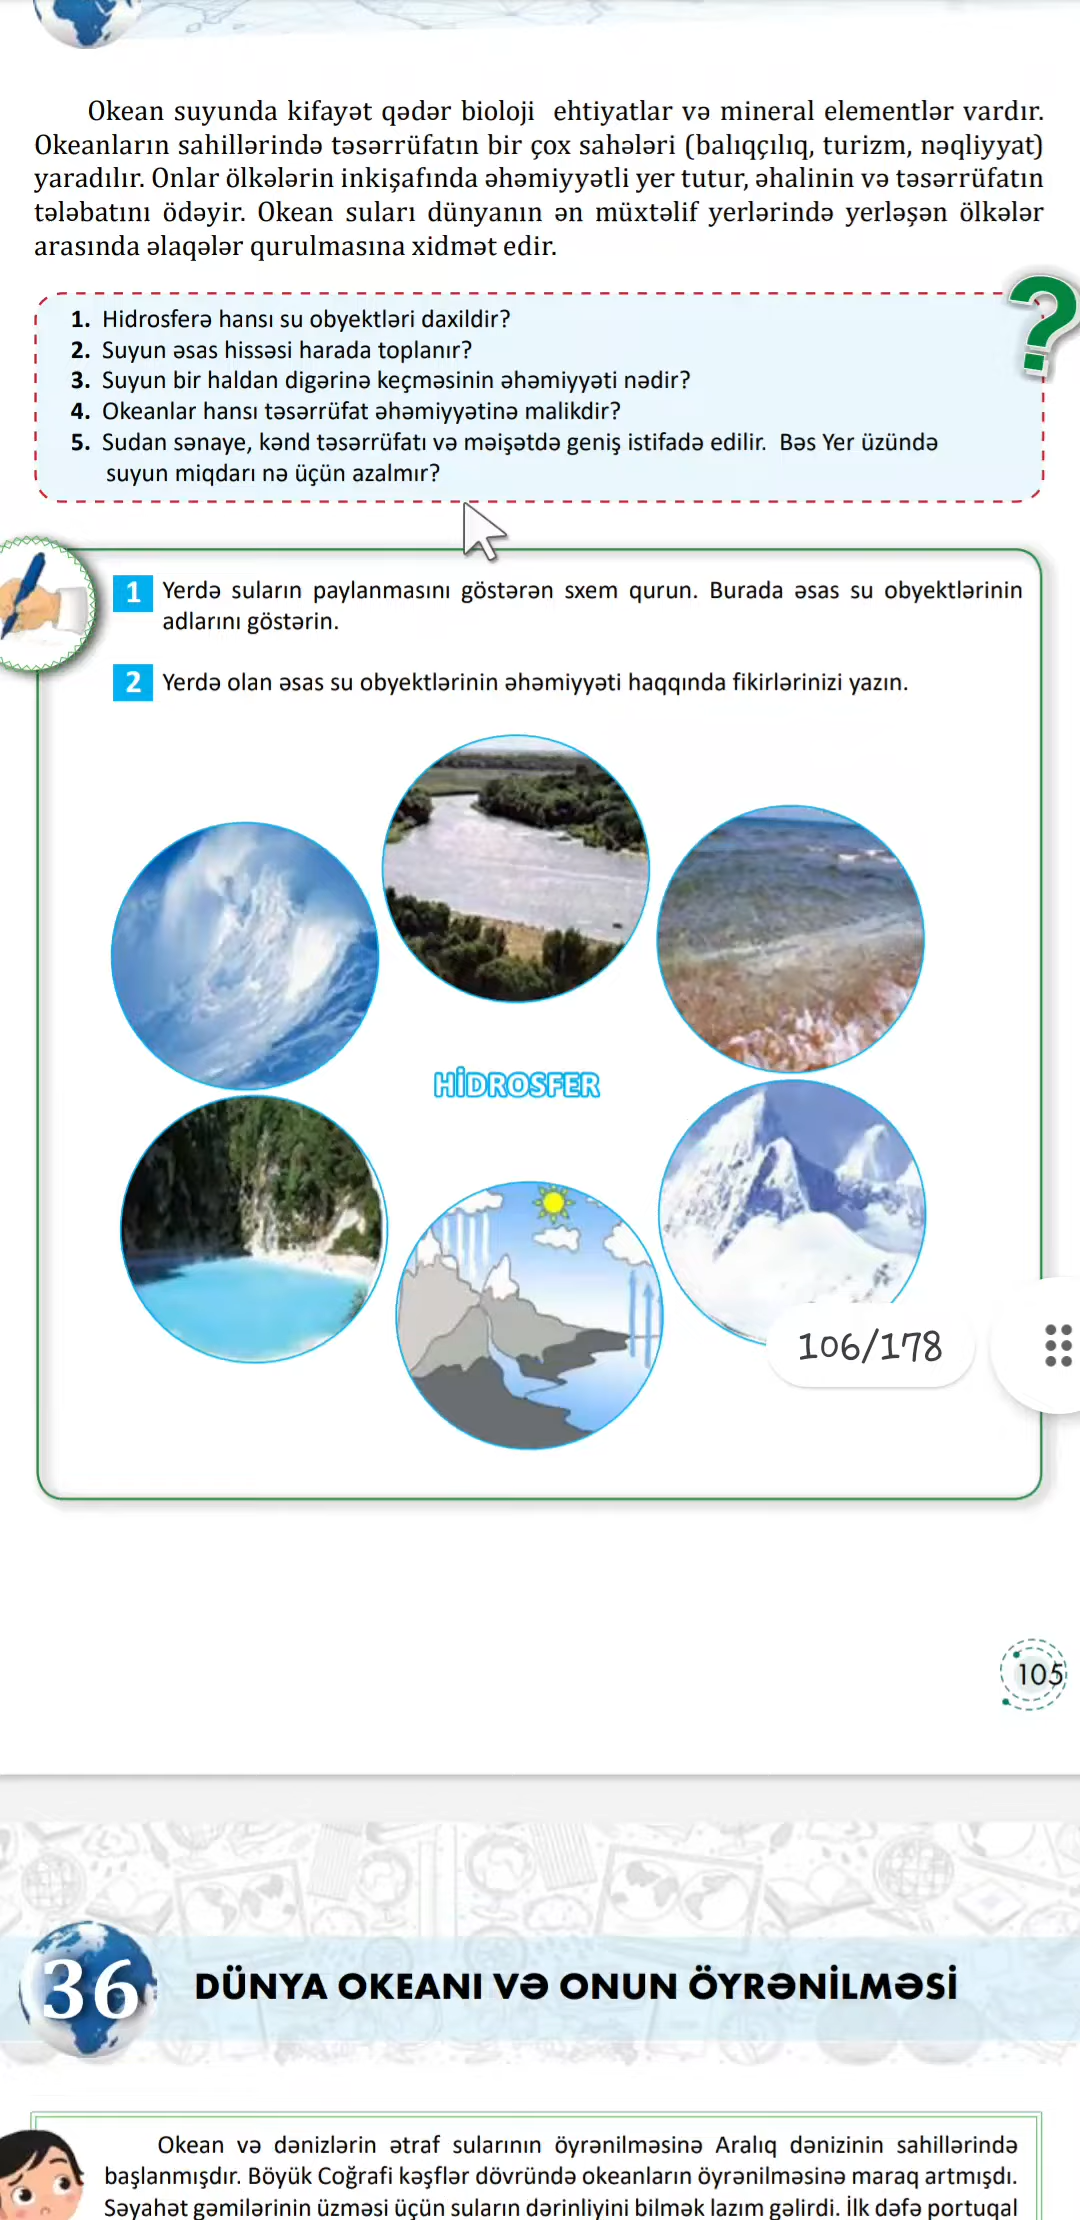 Okean suyunda kifayət qədər bioloji ehtiyatlar və mineral elementlər vardır.
Okeanların sahillərində təsərrüfatın bir çox sahələri (balıqçılıq, turizm, nəqliyyat)
yaradılır. Onlar ölkələrin inkişafında əhəmiyyətli yer tutur, əhalinin və təsərrüfatın
tələbatını ödəyir. Okean suları dünyanın ən müxtəlif yerlərində yerləşən ölkələr
arasında əlaqələr qurulmasına xidmət edir.
?
1. Hidrosferə hansı su obyektləri daxildir?
2. Suyun əsas hissəsi harada toplanır?
3. Suyun bir haldan digərinə keçməsinin əhəmiyyəti nədir?
4. Okeanlar hansı təsərrüfat əhəmiyyətinə malikdir?
5. Sudan sənaye, kənd təsərrüfatı və məişətdə geniş istifadə edilir. Bəs Yer üzündə
suyun miqdarı nə üçün azalmır?
1 Yerdə suların paylanmasını göstərən sxem qurun. Burada əsas su obyektlərinin
adlarını göstərin.
2 Yerdə olan əsas su obyektlərinin əhəmiyyəti haqqında fikirlərinizi yazın.
HİDROSFER
106/178
105
36 DÜNYA OKEANI VƏ ONUN ÖYRƏNİLMƏSİ
Okean və dənizlərin ətraf sularının öyrənilməsinə Aralıq dənizinin sahillərində
başlanmışdır. Böyük Coğrafi kəşflər dövründə okeanların öyrənilməsinə maraq artmışdı.
Səyahət gəmilərinin üzməsi üçün suların dərinliyini bilmək lazım gəlirdi. İlk dəfə portuqal